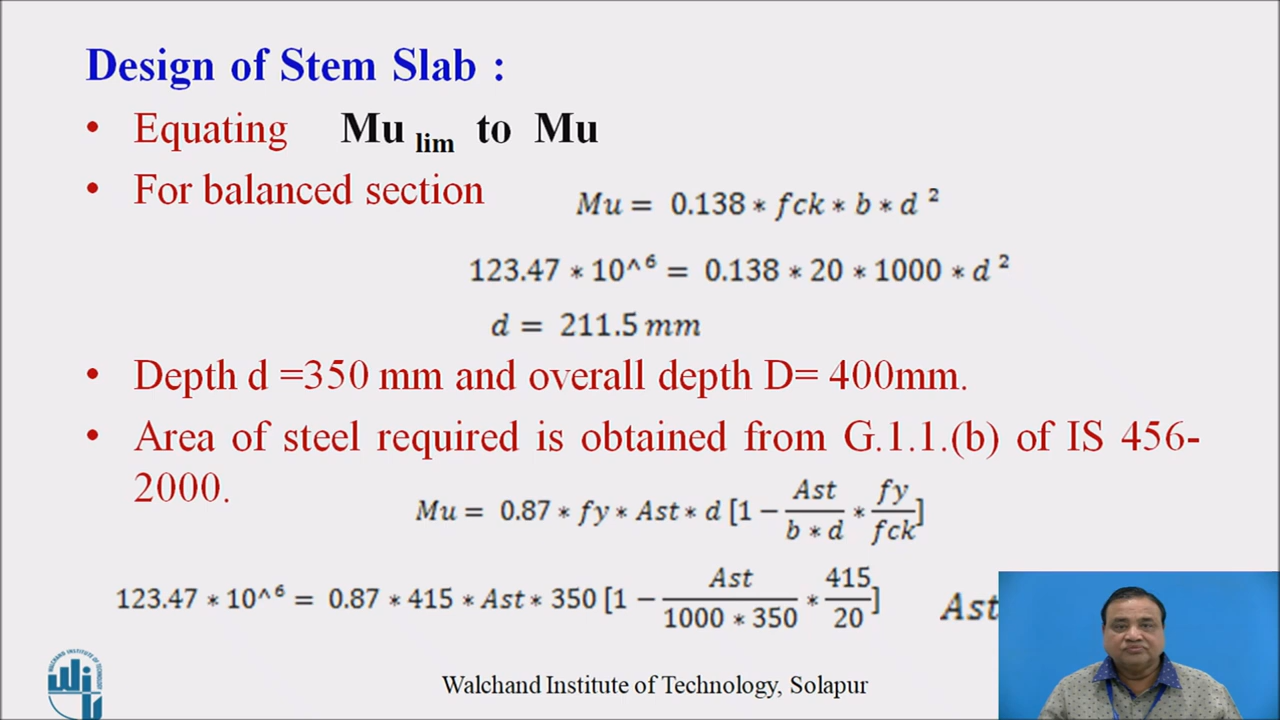 Design of Stem Slab :
• Equating Mu lim to Mu
• For balanced section
Mu = 0.138 * fck * b * d ²
123.47 * 10^⁶ = 0.138 * 20 * 1000 * d ²
d = 211.5 mm
• Depth d =350 mm and overall depth D= 400mm.
• Area of steel required is obtained from G.1.1.(b) of IS 456-
2000.
Mu = 0.87 * fy * Ast * d [1 − Ast / b * d * fy / fck]
123.47 * 10^⁶ = 0.87 * 415 * Ast * 350 [1 − Ast / 1000 * 350 * 415 / 20] Ast
WALCHAND INSTITUTE OF TECHNOLOGY
Walchand Institute of Technology, Solapur